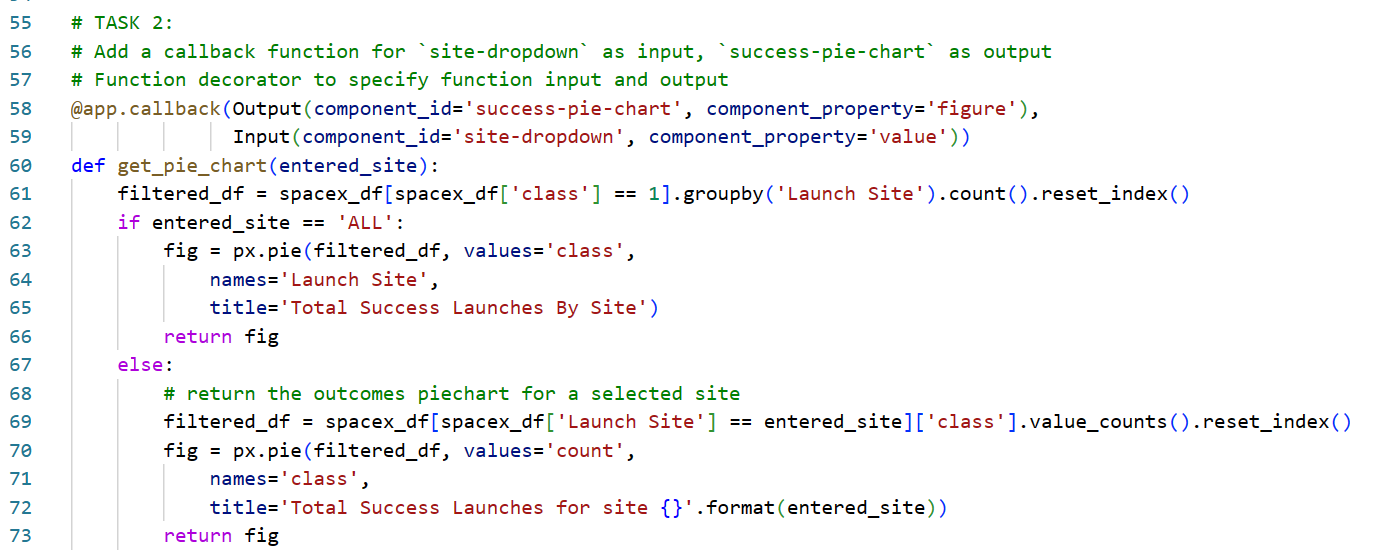 55 # TASK 2:
56 # Add a callback function for `site-dropdown` as input, `success-pie-chart` as output
57 # Function decorator to specify function input and output
58 @app.callback(Output(component_id='success-pie-chart', component_property='figure'),
59               Input(component_id='site-dropdown', component_property='value'))
60 def get_pie_chart(entered_site):
61     filtered_df = spacex_df[spacex_df['class'] == 1].groupby('Launch Site').count().reset_index()
62     if entered_site == 'ALL':
63         fig = px.pie(filtered_df, values='class',
64             names='Launch Site',
65             title='Total Success Launches By Site')
66         return fig
67     else:
68         # return the outcomes piechart for a selected site
69         filtered_df = spacex_df[spacex_df['Launch Site'] == entered_site]['class'].value_counts().reset_index()
70         fig = px.pie(filtered_df, values='count',
71             names='class',
72             title='Total Success Launches for site {}'.format(entered_site))
73         return fig